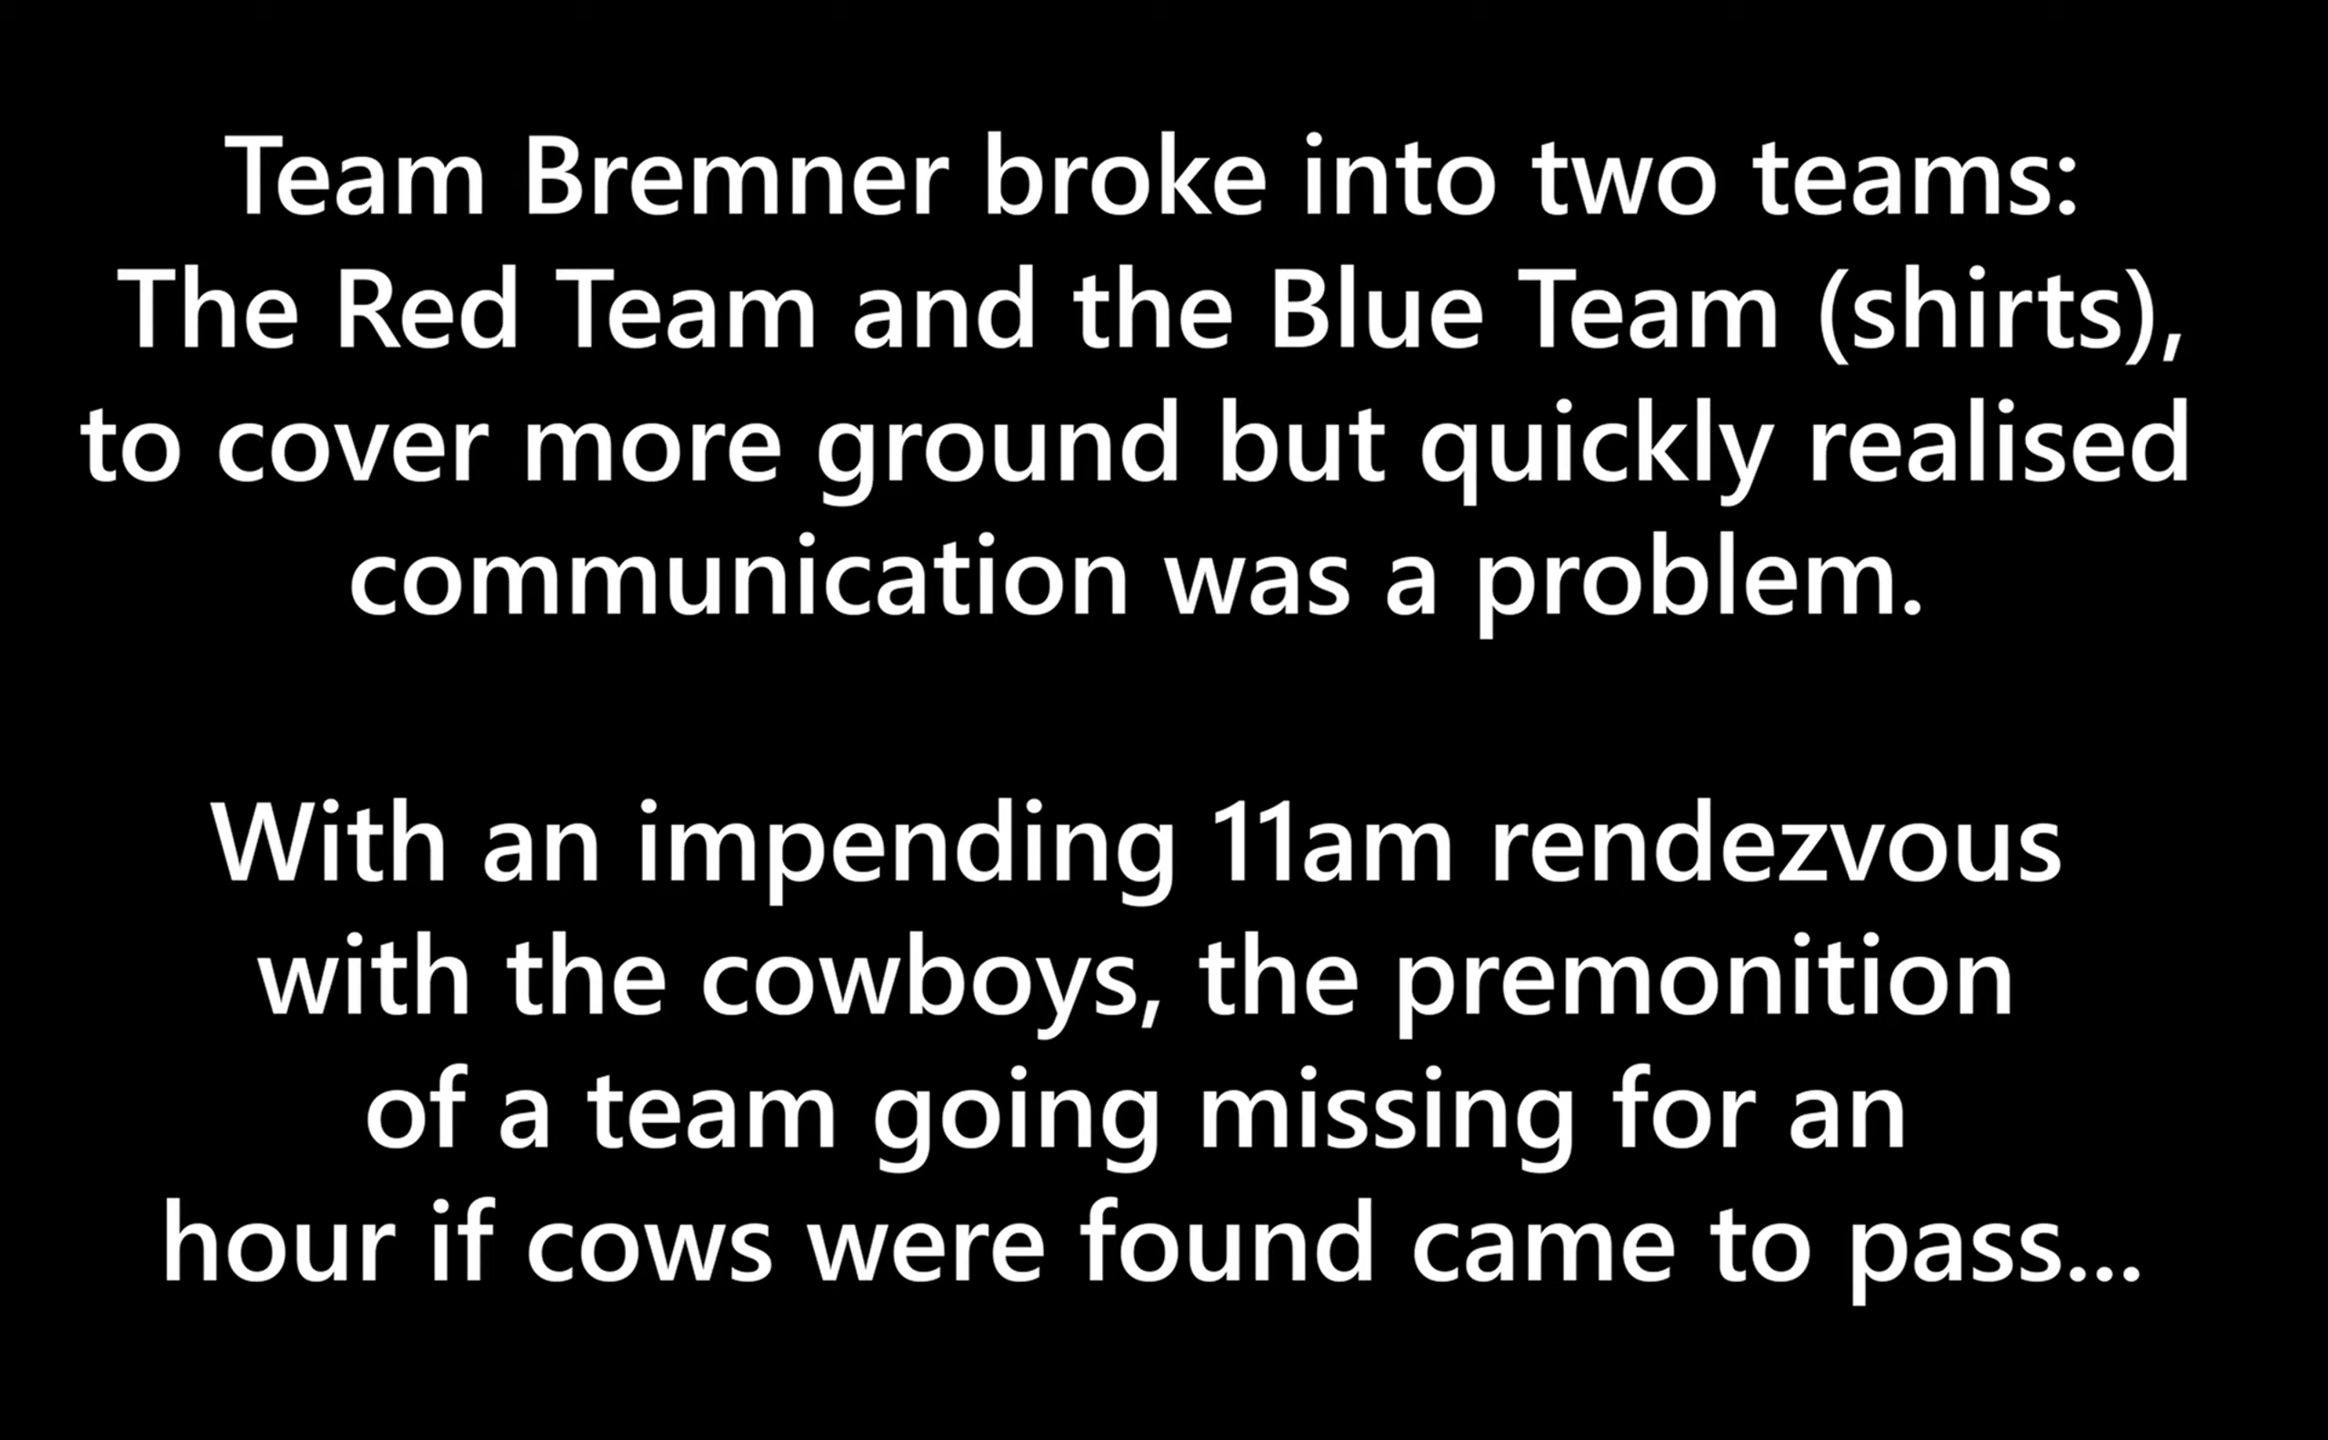 Team Bremner broke into two teams:
The Red Team and the Blue Team (shirts),
to cover more ground but quickly realised
communication was a problem.
With an impending 11am rendezvous
with the cowboys, the premonition
of a team going missing for an
hour if cows were found came to pass...